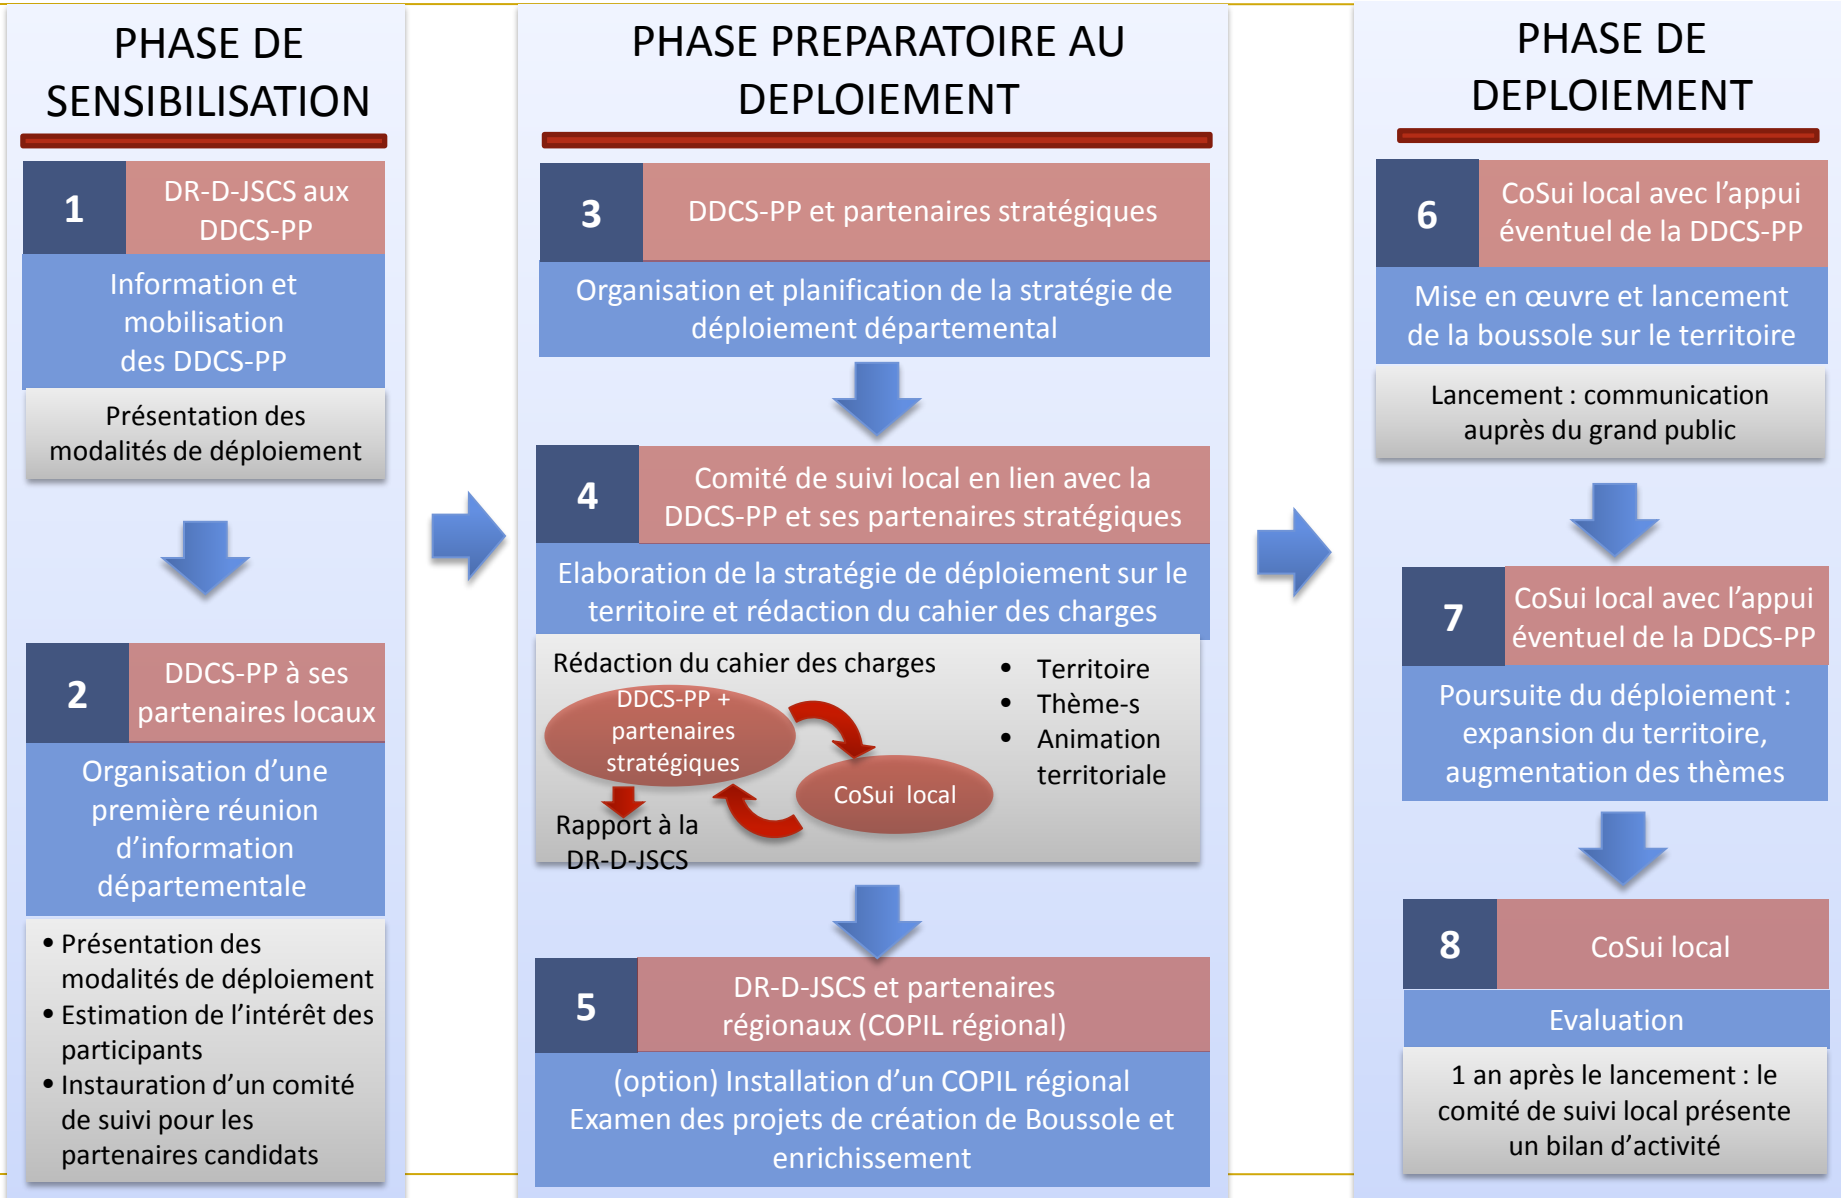 PHASE DE
SENSIBILISATION
1
DR-D-JSCS aux
DDCS-PP
Information et
mobilisation
des DDCS-PP
Présentation des
modalités de déploiement
2
DDCS-PP à ses
partenaires locaux
Organisation d’une
première réunion
d’information
départementale
• Présentation des
modalités de déploiement
• Estimation de l’intérêt des
participants
• Instauration d’un comité
de suivi pour les
partenaires candidats
PHASE PREPARATOIRE AU
DEPLOIEMENT
3
DDCS-PP et partenaires stratégiques
Organisation et planification de la stratégie de
déploiement départemental
4
Comité de suivi local en lien avec la
DDCS-PP et ses partenaires stratégiques
Elaboration de la stratégie de déploiement sur le
territoire et rédaction du cahier des charges
Rédaction du cahier des charges
DDCS-PP +
partenaires
stratégiques
CoSui local
Rapport à la
DR-D-JSCS
• Territoire
• Thème-s
• Animation
territoriale
5
DR-D-JSCS et partenaires
régionaux (COPIL régional)
(option) Installation d’un COPIL régional
Examen des projets de création de Boussole et
enrichissement
PHASE DE
DEPLOIEMENT
6
CoSui local avec l’appui
éventuel de la DDCS-PP
Mise en œuvre et lancement
de la boussole sur le territoire
Lancement : communication
auprès du grand public
7
CoSui local avec l’appui
éventuel de la DDCS-PP
Poursuite du déploiement :
expansion du territoire,
augmentation des thèmes
8
CoSui local
Evaluation
1 an après le lancement : le
comité de suivi local présente
un bilan d’activité